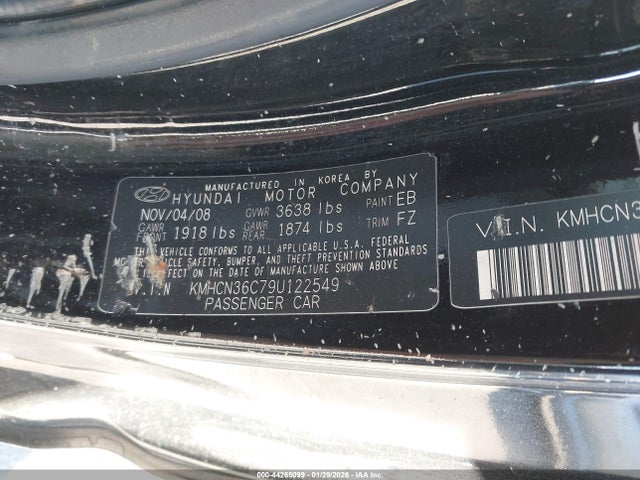 MANUFACTURED IN KOREA BY
HYUNDAI MOTOR COMPANY
NOV/04/08 GVWR 3638 lbs PAINT EB
GAWR FRONT 1918 lbs GAWR REAR 1874 lbs TRIM FZ
THIS VEHICLE CONFORMS TO ALL APPLICABLE U.S.A. FEDERAL
MOTOR VEHICLE SAFETY, BUMPER, AND THEFT PREVENTION
STANDARDS IN EFFECT ON THE DATE OF MANUFACTURE SHOWN ABOVE.
V.I.N KMHCN36C79U122549
PASSENGER CAR
V.I.N. KMHCN3
000-44265099 (US) 01/29/2026 - IAA, Inc.